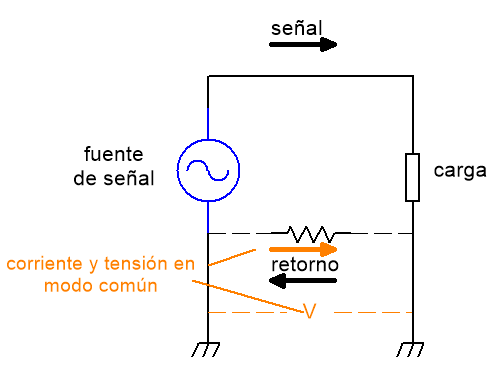 señal
fuente
de señal
carga
retorno
corriente y tensión en
modo común
V